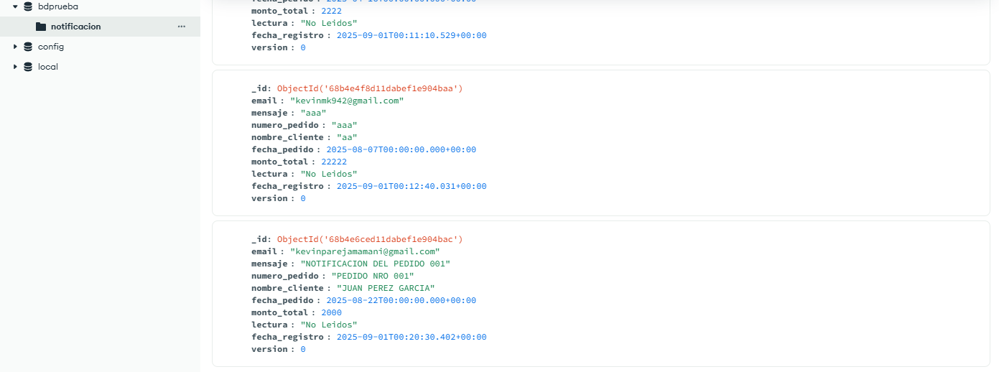 bdprueba
notificacion
config
local
monto_total : 2222
lectura : "No Leidos"
fecha_registro : 2025-09-01T00:11:10.529+00:00
version : 0
_id: ObjectId('68b4e4f8d11dabef1e904baa')
email : "kevinmk942@gmail.com"
mensaje : "aaa"
numero_pedido : "aaa"
nombre_cliente : "aa"
fecha_pedido : 2025-08-07T00:00:00.000+00:00
monto_total : 22222
lectura : "No Leidos"
fecha_registro : 2025-09-01T00:12:40.031+00:00
version : 0
_id: ObjectId('68b4e6ced11dabef1e904bac')
email : "kevinparejamamani@gmail.com"
mensaje : "NOTIFICACION DEL PEDIDO 001"
numero_pedido : "PEDIDO NRO 001"
nombre_cliente : "JUAN PEREZ GARCIA"
fecha_pedido : 2025-08-22T00:00:00.000+00:00
monto_total : 2000
lectura : "No Leidos"
fecha_registro : 2025-09-01T00:20:30.402+00:00
version : 0